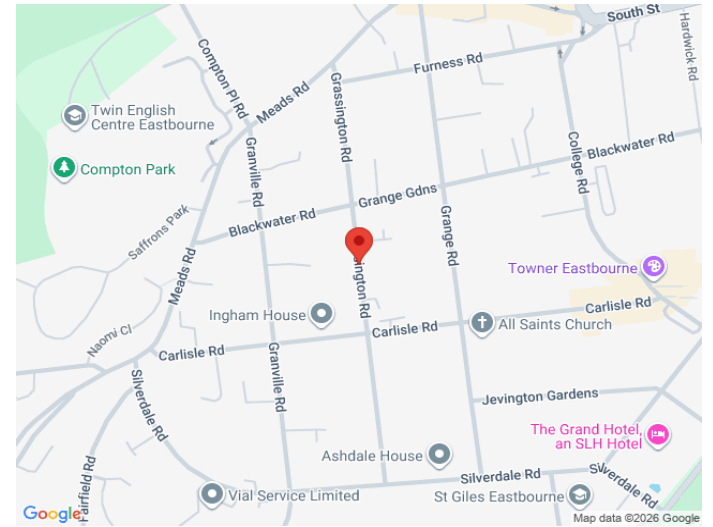 South St
Hardwick Rd
Furness Rd
Compton Pl Rd
Meads Rd
Grassington Rd
Twin English
Centre Eastbourne
College Rd
Blackwater Rd
Compton Park
Granville Rd
Grange Gdns
Saffrons Park
Blackwater Rd
Grange Rd
Meads Rd
sington Rd
Towner Eastbourne
Ingham House
Carlisle Rd
Carlisle Rd
All Saints Church
Naomi Cl
Carlisle Rd
Granville Rd
Silverdale Rd
Jevington Gardens
The Grand Hotel,
an SLH Hotel
Ashdale House
Fairfield Rd
Silverdale Rd
Silverdale Rd
Vial Service Limited
St Giles Eastbourne
Google
Map data ©2026 Google